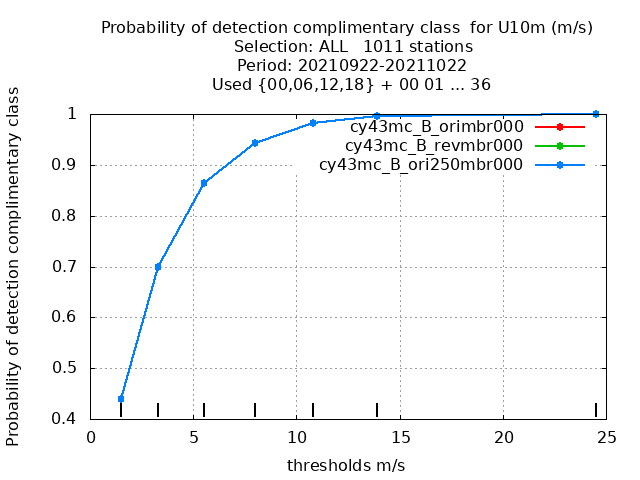 Probability of detection complimentary class  for U10m (m/s)
Selection: ALL   1011 stations
Period: 20210922-20211022
Used {00,06,12,18} + 00 01 ... 36
cy43mc_B_orimbr000
cy43mc_B_revmbr000
cy43mc_B_ori250mbr000
Probability of detection complimentary class
1
0.9
0.8
0.7
0.6
0.5
0.4
0 5 10 15 20 25
thresholds m/s